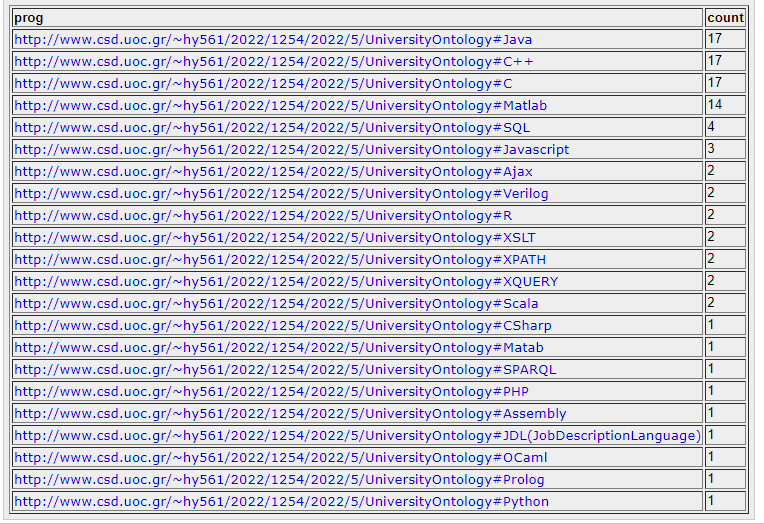 prog count
http://www.csd.uoc.gr/~hy561/2022/1254/2022/5/UniversityOntology#Java 17
http://www.csd.uoc.gr/~hy561/2022/1254/2022/5/UniversityOntology#C++ 17
http://www.csd.uoc.gr/~hy561/2022/1254/2022/5/UniversityOntology#C 17
http://www.csd.uoc.gr/~hy561/2022/1254/2022/5/UniversityOntology#Matlab 14
http://www.csd.uoc.gr/~hy561/2022/1254/2022/5/UniversityOntology#SQL 4
http://www.csd.uoc.gr/~hy561/2022/1254/2022/5/UniversityOntology#Javascript 3
http://www.csd.uoc.gr/~hy561/2022/1254/2022/5/UniversityOntology#Ajax 2
http://www.csd.uoc.gr/~hy561/2022/1254/2022/5/UniversityOntology#Verilog 2
http://www.csd.uoc.gr/~hy561/2022/1254/2022/5/UniversityOntology#R 2
http://www.csd.uoc.gr/~hy561/2022/1254/2022/5/UniversityOntology#XSLT 2
http://www.csd.uoc.gr/~hy561/2022/1254/2022/5/UniversityOntology#XPATH 2
http://www.csd.uoc.gr/~hy561/2022/1254/2022/5/UniversityOntology#XQUERY 2
http://www.csd.uoc.gr/~hy561/2022/1254/2022/5/UniversityOntology#Scala 2
http://www.csd.uoc.gr/~hy561/2022/1254/2022/5/UniversityOntology#CSharp 1
http://www.csd.uoc.gr/~hy561/2022/1254/2022/5/UniversityOntology#Matab 1
http://www.csd.uoc.gr/~hy561/2022/1254/2022/5/UniversityOntology#SPARQL 1
http://www.csd.uoc.gr/~hy561/2022/1254/2022/5/UniversityOntology#PHP 1
http://www.csd.uoc.gr/~hy561/2022/1254/2022/5/UniversityOntology#Assembly 1
http://www.csd.uoc.gr/~hy561/2022/1254/2022/5/UniversityOntology#JDL(JobDescriptionLanguage) 1
http://www.csd.uoc.gr/~hy561/2022/1254/2022/5/UniversityOntology#OCaml 1
http://www.csd.uoc.gr/~hy561/2022/1254/2022/5/UniversityOntology#Prolog 1
http://www.csd.uoc.gr/~hy561/2022/1254/2022/5/UniversityOntology#Python 1